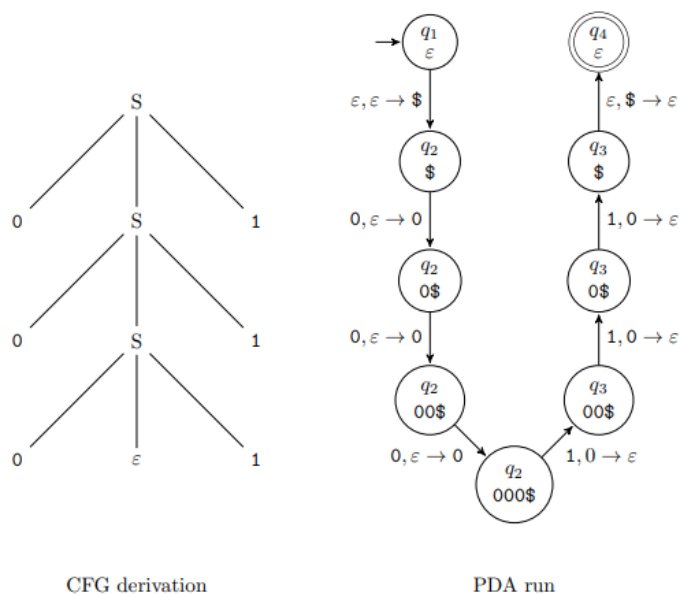 S
0 S 1
0 S 1
0 ε 1
CFG derivation
q₁
ε
ε, ε → $
q₂
$
0, ε → 0
q₂
0$
0, ε → 0
q₂
00$
0, ε → 0
q₂
000$
1, 0 → ε
q₃
00$
1, 0 → ε
q₃
0$
1, 0 → ε
q₃
$
ε, $ → ε
q₄
ε
PDA run